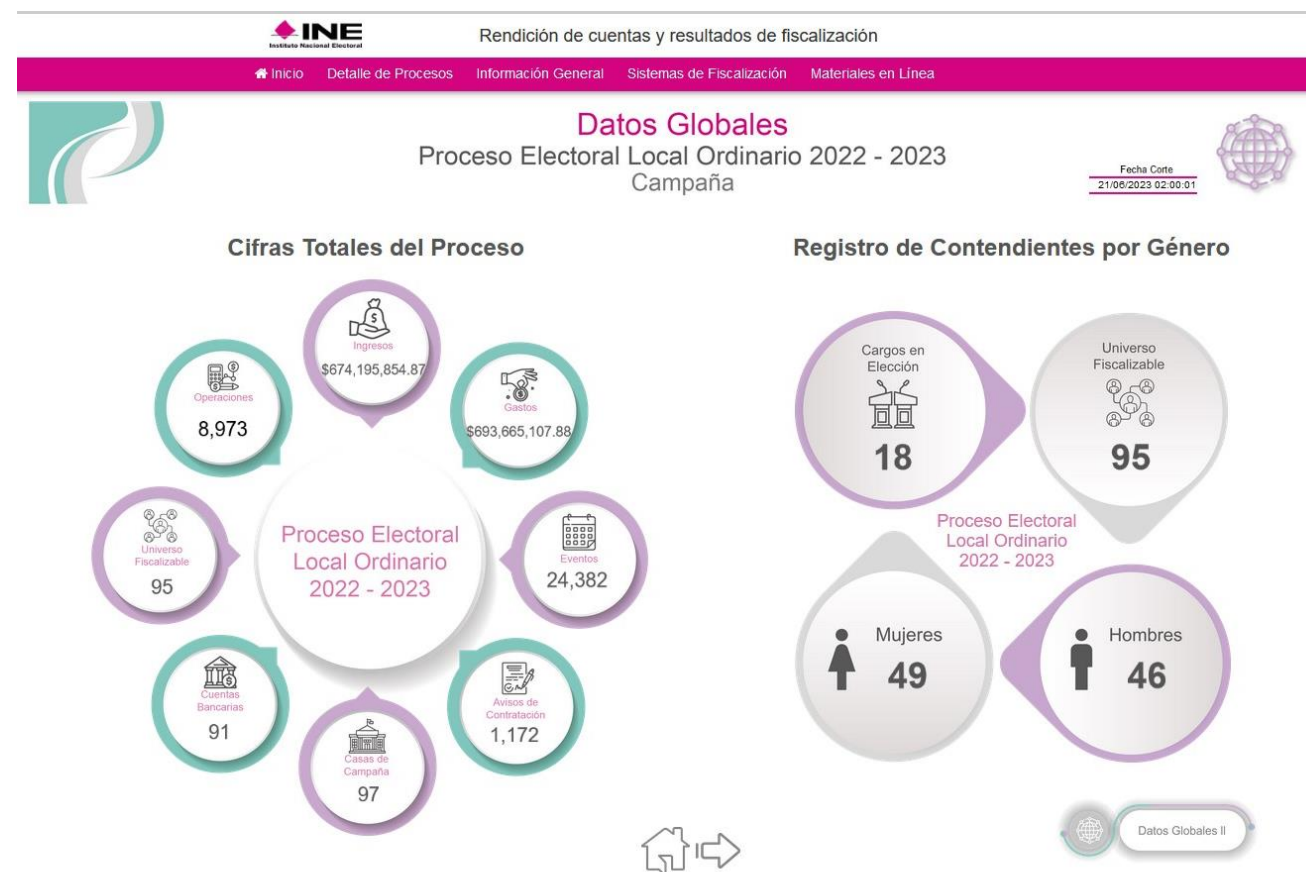 INE
Instituto Nacional Electoral
Rendición de cuentas y resultados de fiscalización
Inicio Detalle de Procesos Información General Sistemas de Fiscalización Materiales en Línea
Datos Globales
Proceso Electoral Local Ordinario 2022 - 2023
Campaña
Fecha Corte
21/06/2023 02:00:01
Cifras Totales del Proceso
Ingresos
$674,195,854.87
Gastos
$693,665,107.88
Eventos
24,382
Avisos de
Contratación
1,172
Casas de
Campaña
97
Cuentas
Bancarias
91
Universo
Fiscalizable
95
Operaciones
8,973
Proceso Electoral
Local Ordinario
2022 - 2023
Registro de Contendientes por Género
Cargos en
Elección
18
Universo
Fiscalizable
95
Proceso Electoral
Local Ordinario
2022 - 2023
Mujeres
49
Hombres
46
Datos Globales II